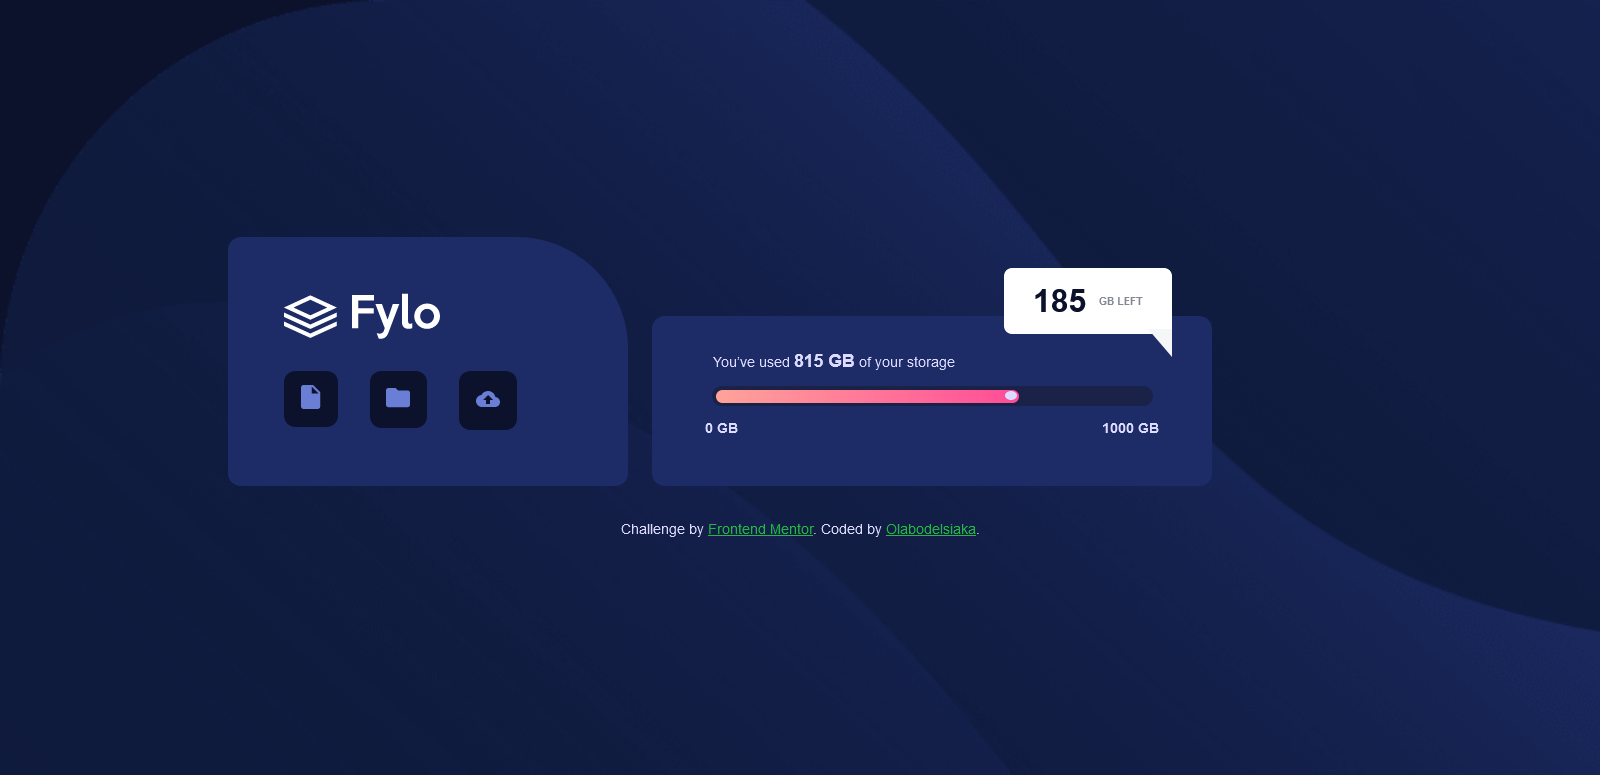 Fylo
185 GB LEFT
You've used 815 GB of your storage
0 GB 1000 GB
Challenge by Frontend Mentor. Coded by Olabodelsiaka.